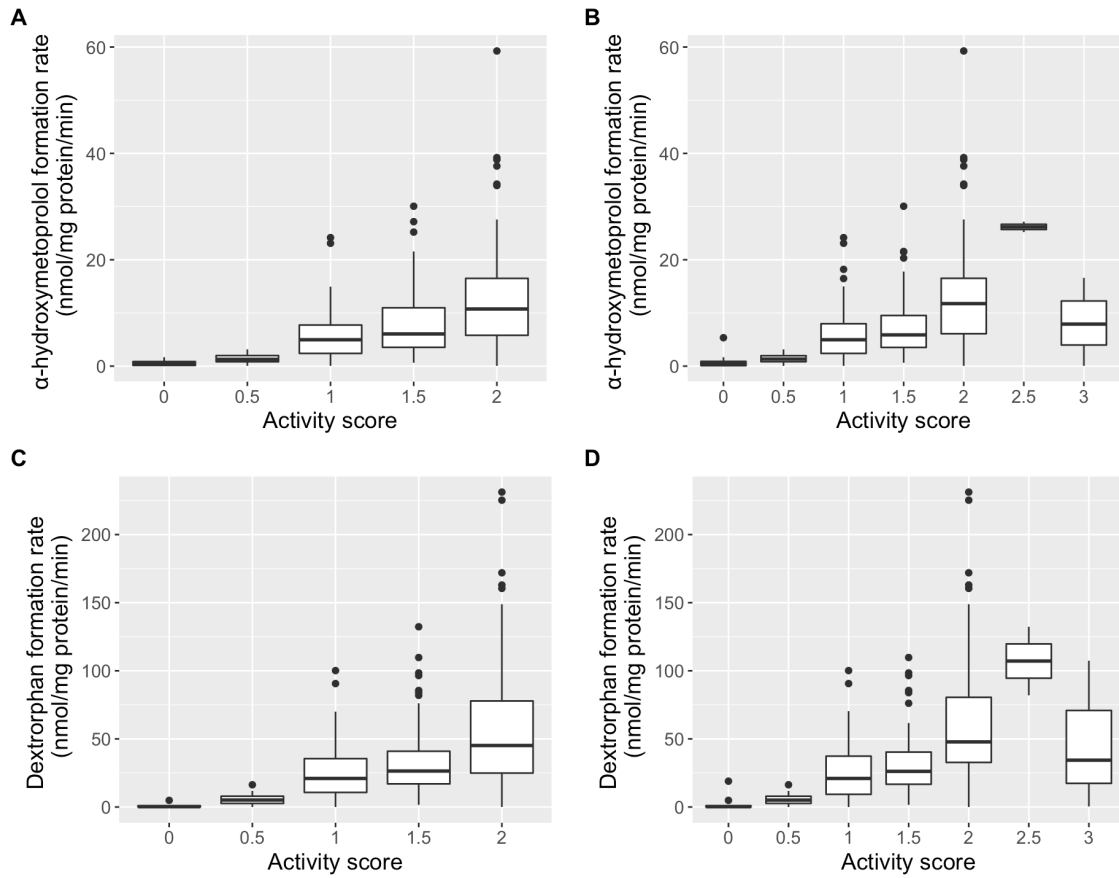 A
α-hydroxymetoprolol formation rate
(nmol/mg protein/min)
60
40
20
0
0 0.5 1 1.5 2
Activity score
B
α-hydroxymetoprolol formation rate
(nmol/mg protein/min)
60
40
20
0
0 0.5 1 1.5 2 2.5 3
Activity score
C
Dextrorphan formation rate
(nmol/mg protein/min)
200
150
100
50
0
0 0.5 1 1.5 2
Activity score
D
Dextrorphan formation rate
(nmol/mg protein/min)
200
150
100
50
0
0 0.5 1 1.5 2 2.5 3
Activity score